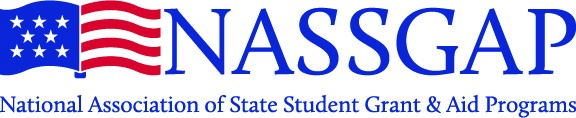 NASSGAP
National Association of State Student Grant & Aid Programs